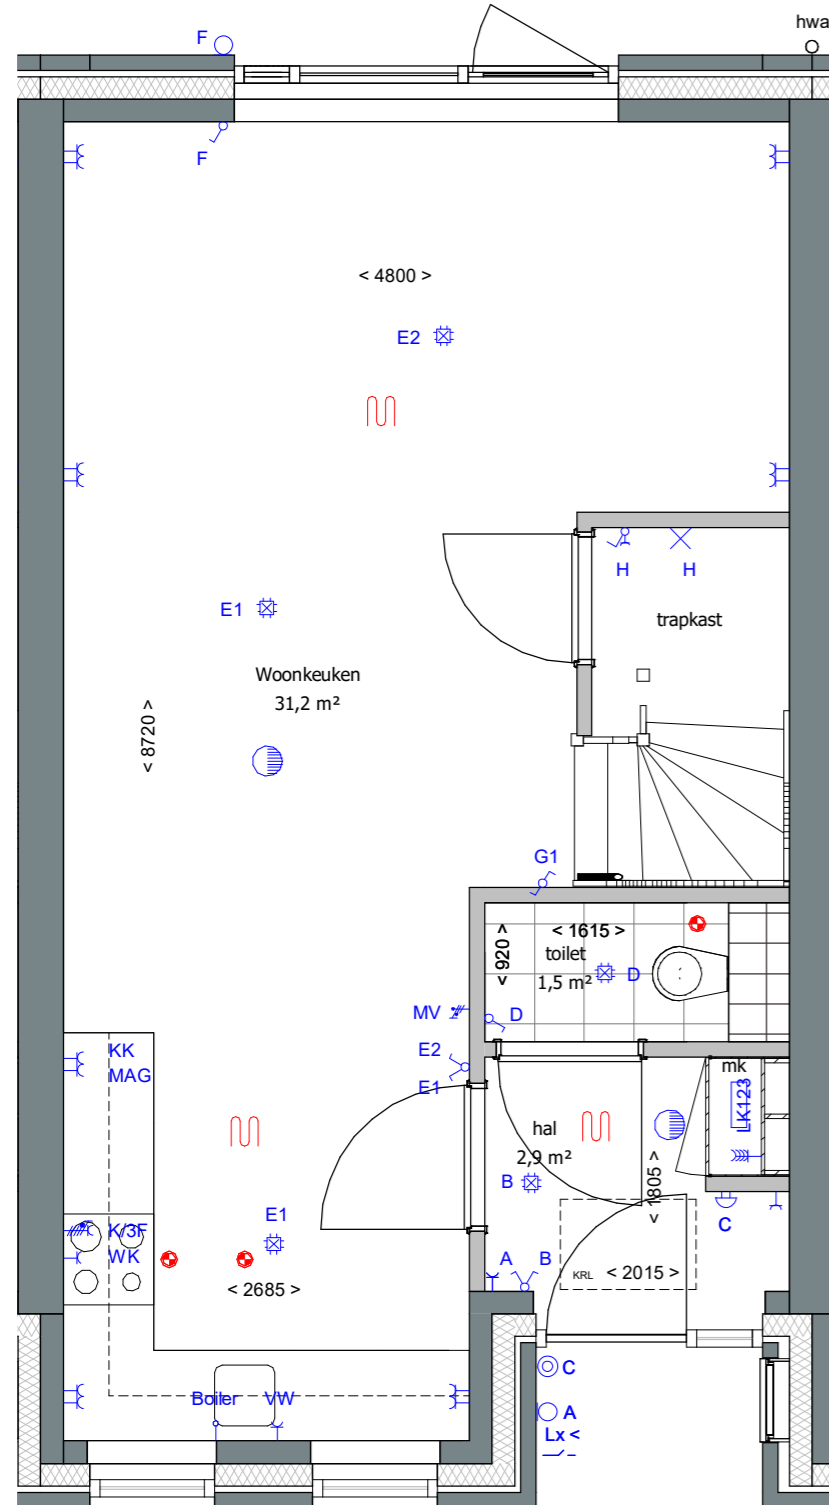 hwa
F
F
< 4800 >
E2
H
H
trapkast
E1
Woonkeuken
31,2 m²
< 8720 >
G1
< 920 >
< 1615 >
toilet
1,5 m²
D
MV
D
E2
E1
KK
MAG
mk
LK123
hal
2,9 m²
< 1805 >
B
C
K/3F
WK
E1
A
B
KRL
< 2015 >
< 2685 >
C
A
Lx <
Boiler
VW